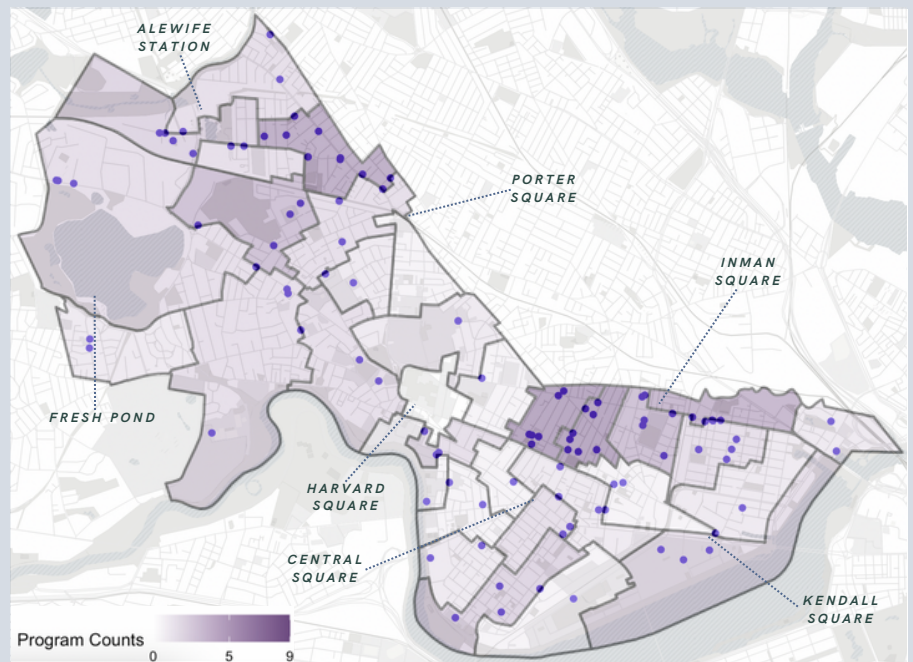 ALEWIFE
STATION
PORTER
SQUARE
INMAN
SQUARE
FRESH POND
HARVARD
SQUARE
CENTRAL
SQUARE
KENDALL
SQUARE
Program Counts
0 5 9